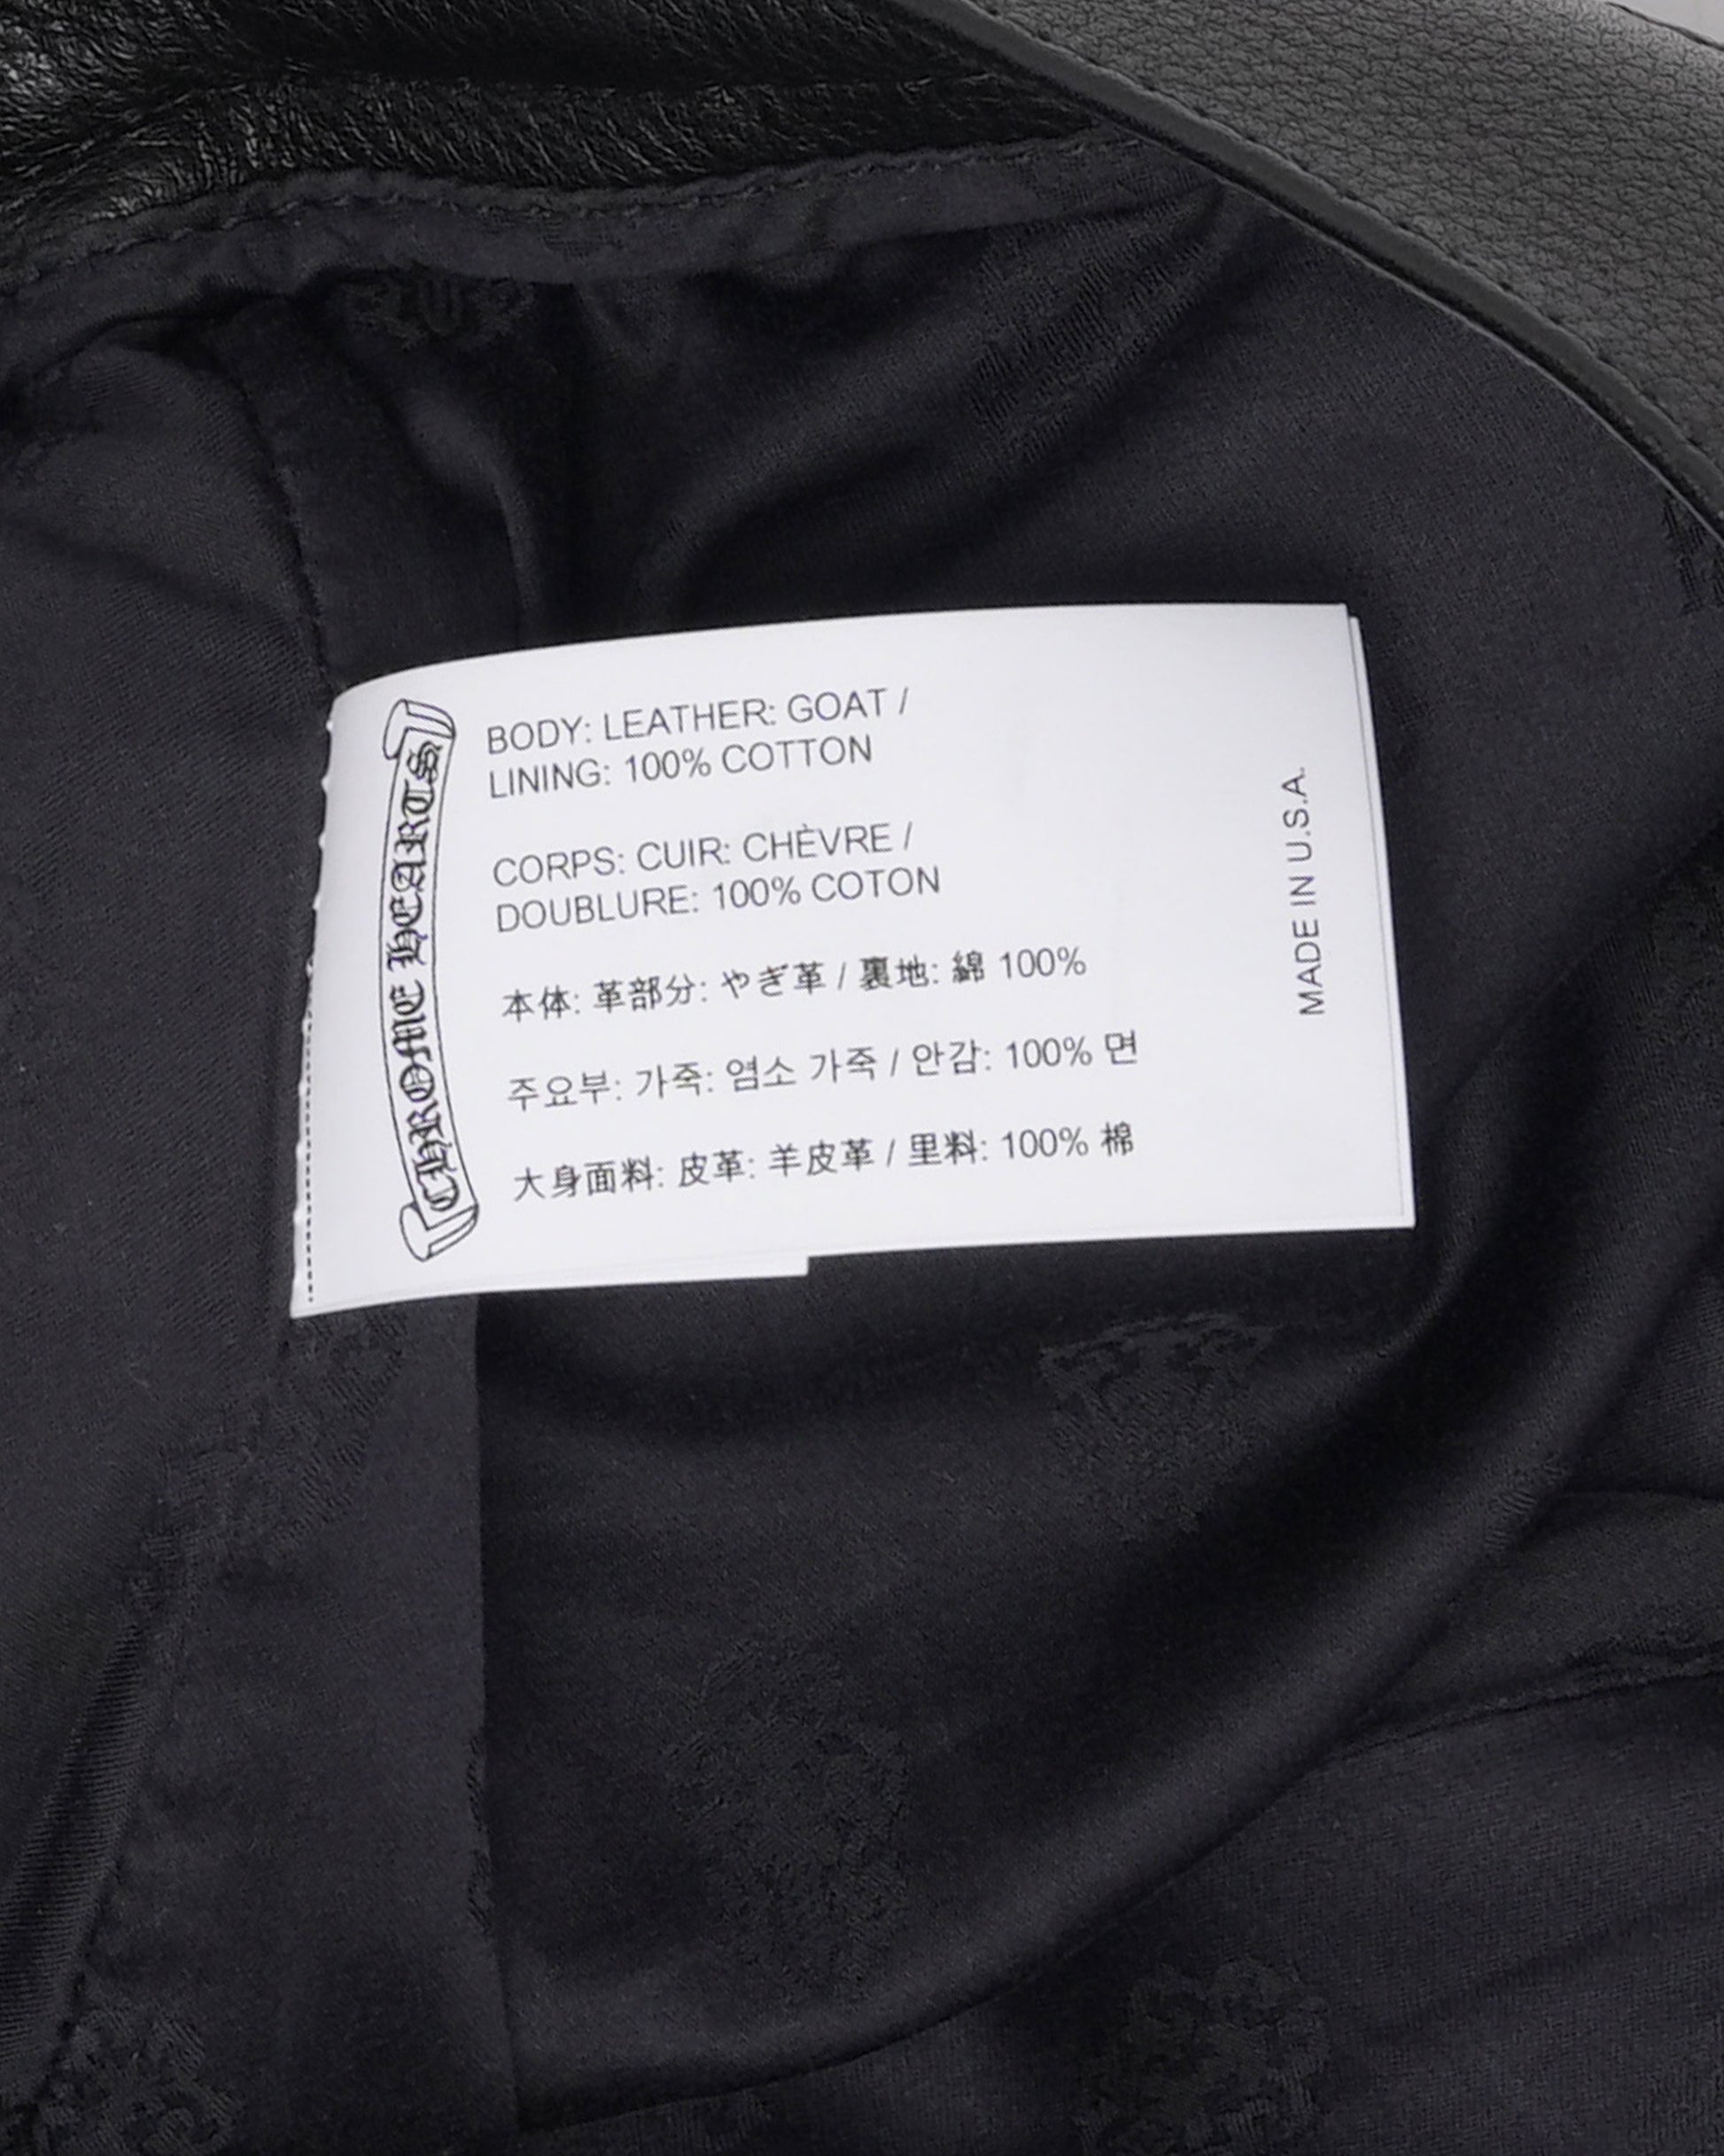 CHROME HEARTS
BODY: LEATHER: GOAT /
LINING: 100% COTTON
CORPS: CUIR: CHÈVRE /
DOUBLURE: 100% COTON
本体: 革部分: やぎ革 / 裏地: 綿 100%
주요부: 가죽: 염소 가죽 / 안감: 100% 면
大身面料: 皮革: 羊皮革 / 里料: 100% 棉
MADE IN U.S.A.